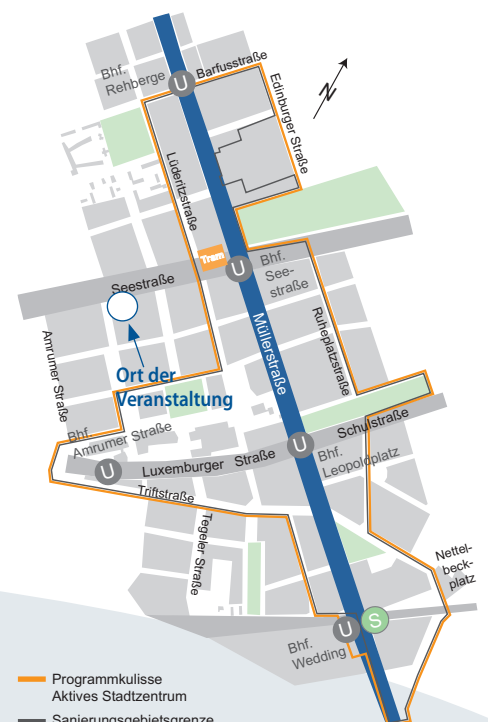 Bhf.
Rehberge
U
Barfusstraße
Edinburger Straße
N
Lüderitzstraße
Tram
U
Bhf.
See-
straße
Seestraße
Müllerstraße
Ruheplatzstraße
Amrumer Straße
Ort der
Veranstaltung
Bhf.
Amrumer Straße
U
Luxemburger Straße
U
Schulstraße
Bhf.
Leopoldplatz
Triftstraße
Tegeler Straße
Nettel-
beck-
platz
U
S
Bhf.
Wedding
Programmkulisse
Aktives Stadtzentrum
Sanierungsgebietsgrenze